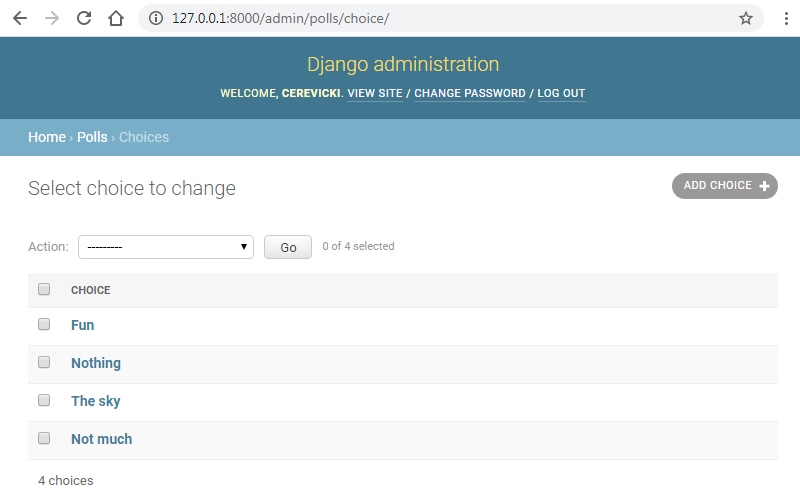 127.0.0.1:8000/admin/polls/choice/
Django administration
WELCOME, CEREVICKI. VIEW SITE / CHANGE PASSWORD / LOG OUT
Home › Polls › Choices
Select choice to change
ADD CHOICE
Action: --------- Go 0 of 4 selected
CHOICE
Fun
Nothing
The sky
Not much
4 choices